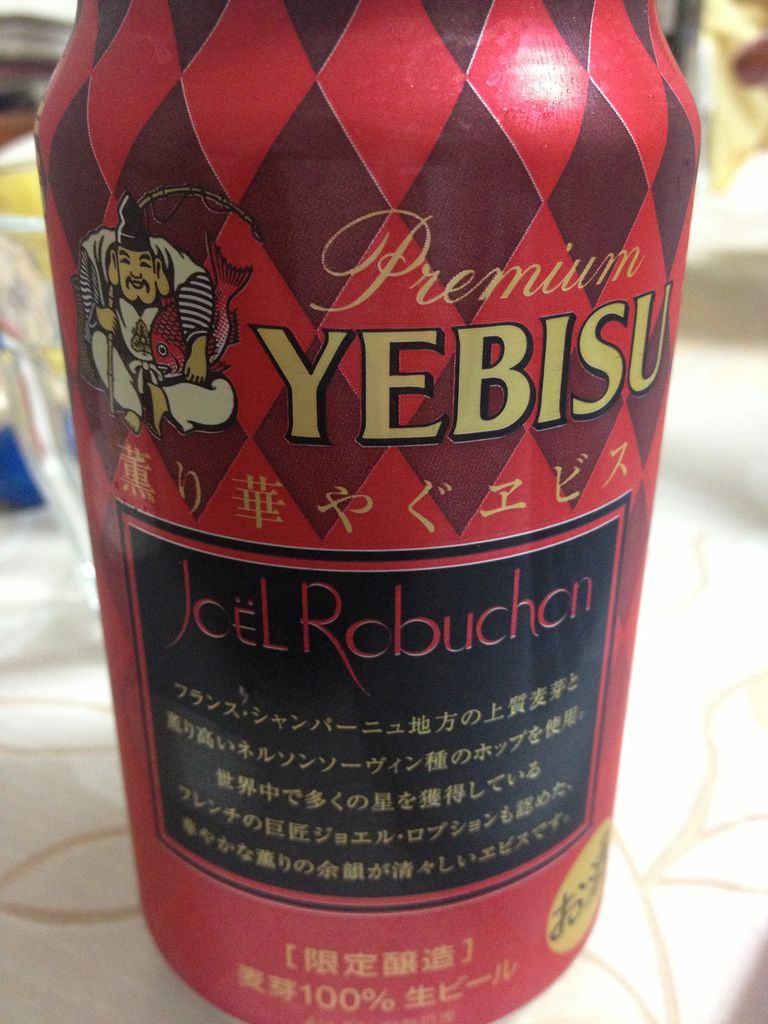 Premium
YEBISU
薫り華やぐヱビス
JoëL Robuchon
フランス・シャンパーニュ地方の上質麦芽と
薫り高いネルソンソーヴィン種のホップを使用。
世界中で多くの星を獲得している
フレンチの巨匠ジョエル・ロブションも認めた、
華やかな薫りの余韻が清々しいヱビスです。
お酒
[限定醸造]
麦芽100% 生ビール